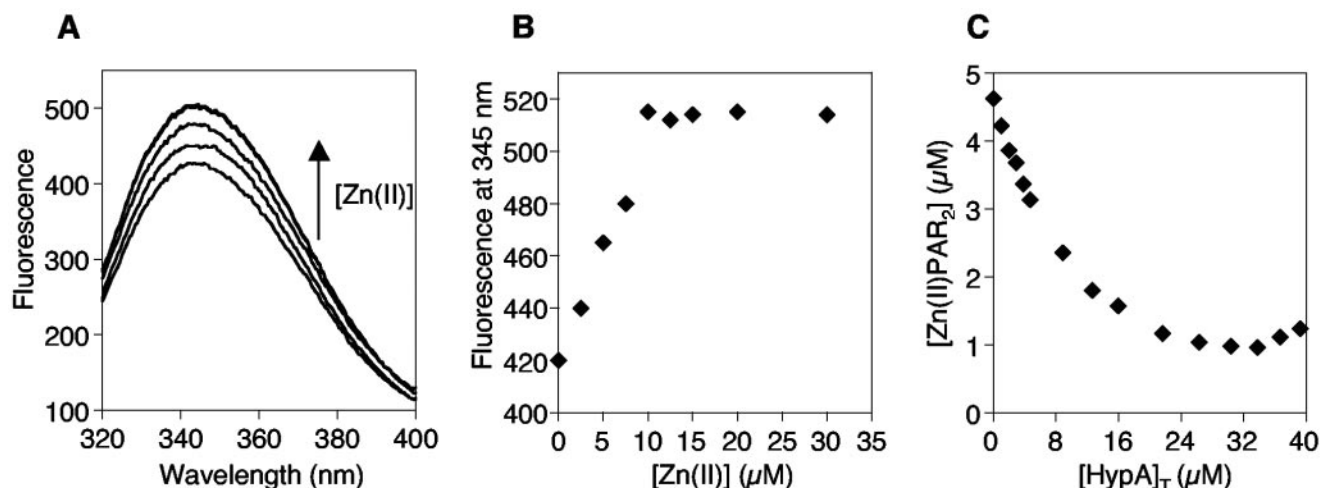 A
Fluorescence
500
400
300
200
100
[Zn(II)]
320 340 360 380 400
Wavelength (nm)
B
Fluorescence at 345 nm
520
500
480
460
440
420
400
0 5 10 15 20 25 30 35
[Zn(II)] (µM)
C
[Zn(II)PAR₂] (µM)
5
4
3
2
1
0
0 8 16 24 32 40
[HypA]T (µM)